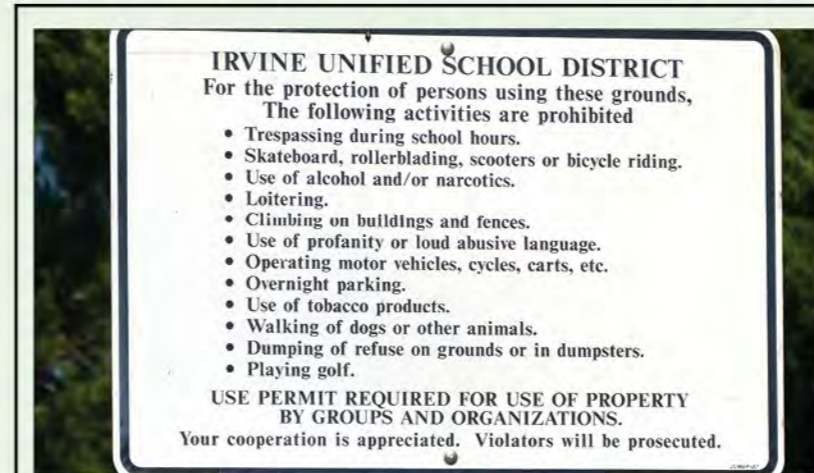 IRVINE UNIFIED SCHOOL DISTRICT
For the protection of persons using these grounds,
The following activities are prohibited
• Trespassing during school hours.
• Skateboard, rollerblading, scooters or bicycle riding.
• Use of alcohol and/or narcotics.
• Loitering.
• Climbing on buildings and fences.
• Use of profanity or loud abusive language.
• Operating motor vehicles, cycles, carts, etc.
• Overnight parking.
• Use of tobacco products.
• Walking of dogs or other animals.
• Dumping of refuse on grounds or in dumpsters.
• Playing golf.
USE PERMIT REQUIRED FOR USE OF PROPERTY
BY GROUPS AND ORGANIZATIONS.
Your cooperation is appreciated. Violators will be prosecuted.